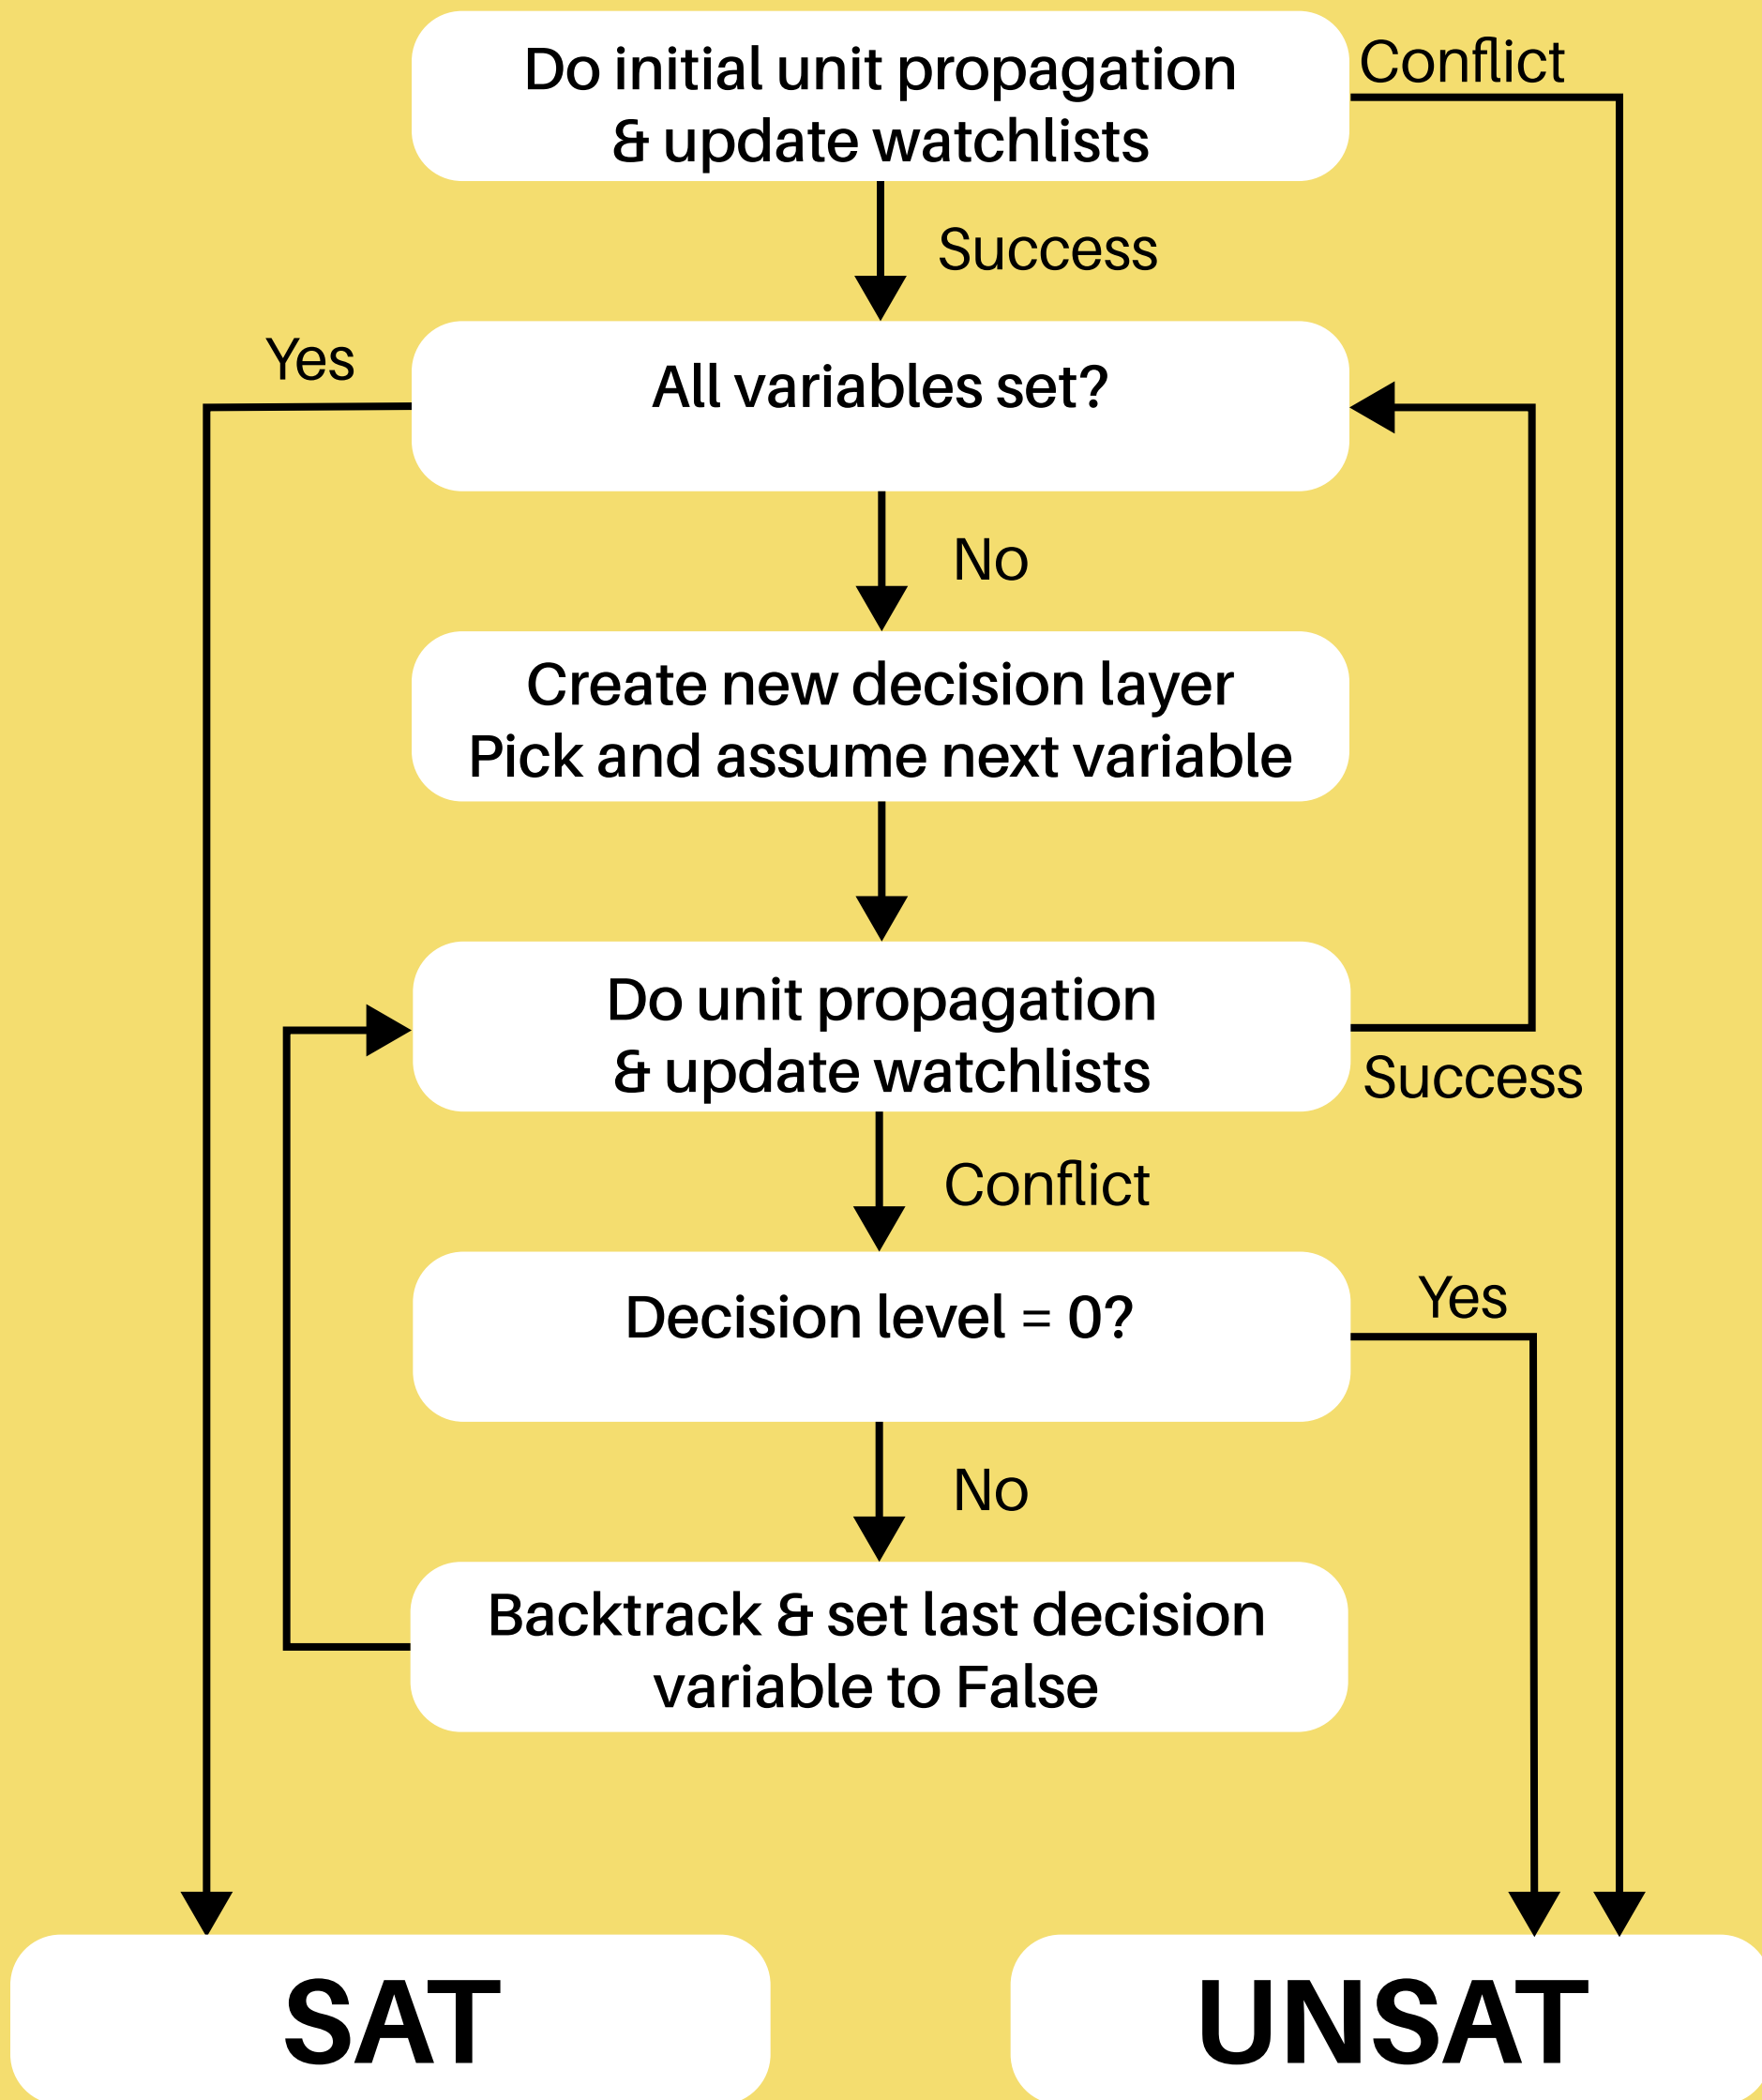 Do initial unit propagation
& update watchlists
Conflict
Success
Yes
All variables set?
No
Create new decision layer
Pick and assume next variable
Do unit propagation
& update watchlists
Success
Conflict
Decision level = 0?
Yes
No
Backtrack & set last decision
variable to False
SAT
UNSAT